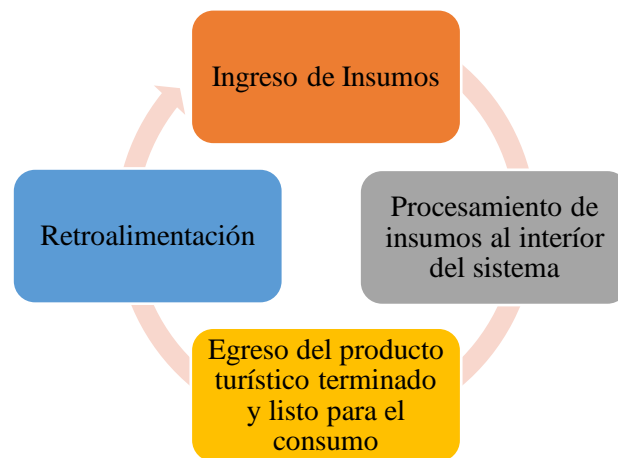 Ingreso de Insumos
Procesamiento de
insumos al interíor
del sistema
Egreso del producto
turístico terminado
y listo para el
consumo
Retroalimentación